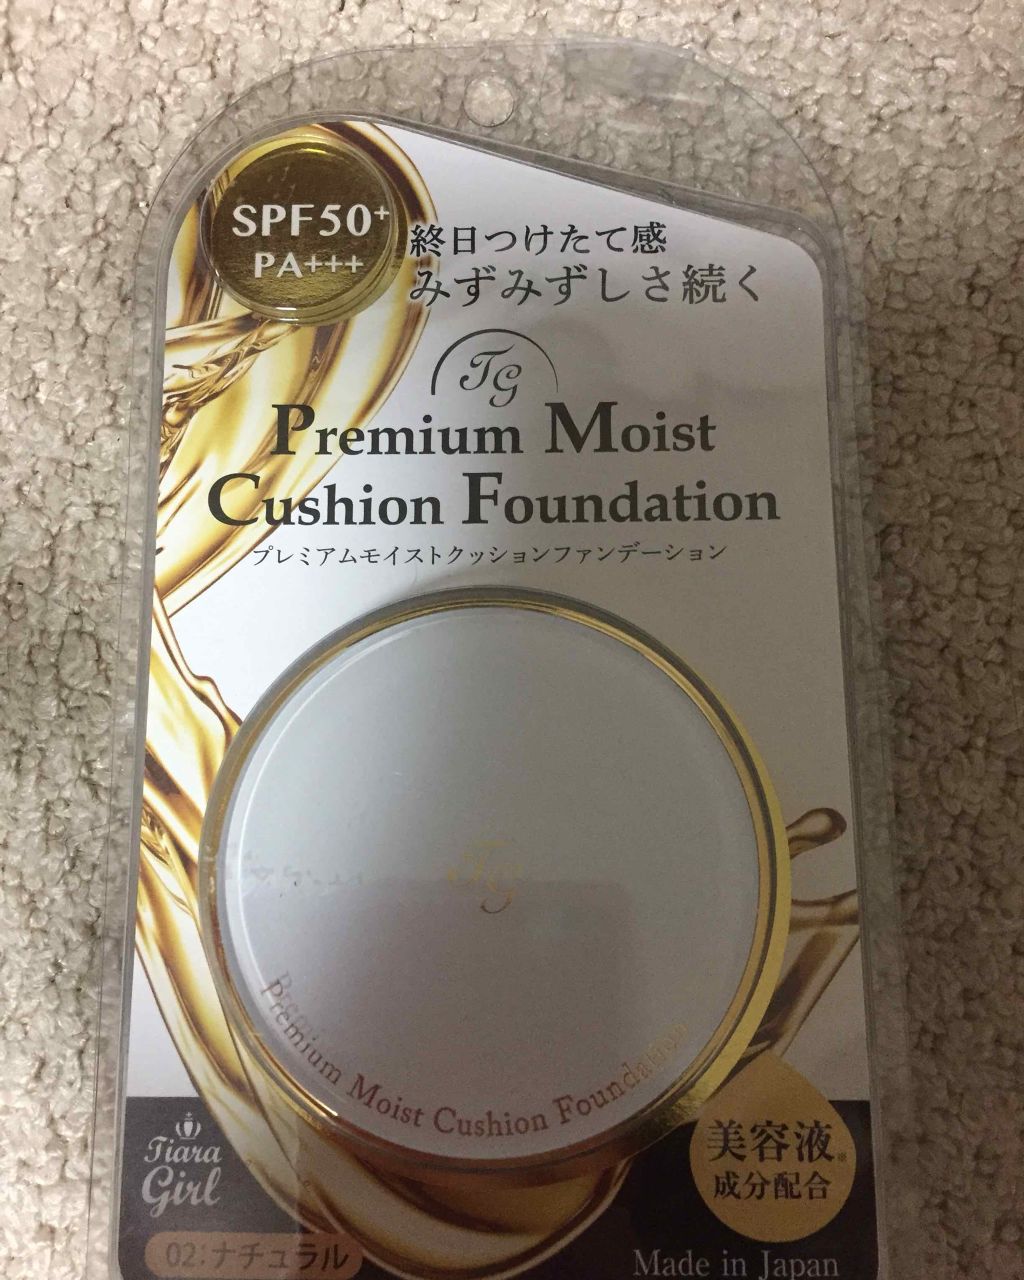 SPF50+
PA+++
終日つけたて感
みずみずしさ続く
TG
Premium Moist
Cushion Foundation
プレミアムモイストクッションファンデーション
TG
Premium Moist Cushion Foundation
Tiara
Girl
美容液※
成分配合
02:ナチュラル
Made in Japan